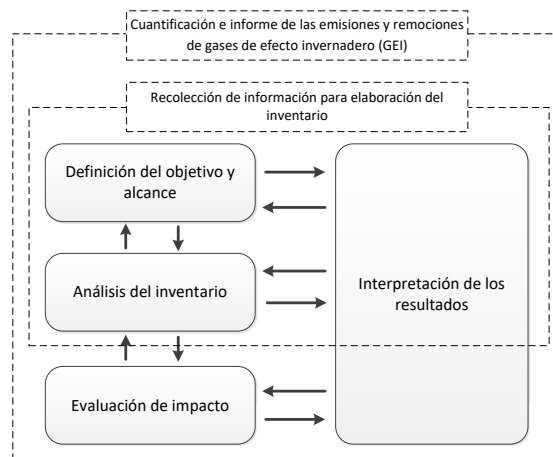 Cuantificación e informe de las emisiones y remociones
de gases de efecto invernadero (GEI)
Recolección de información para elaboración del
inventario
Definición del objetivo y
alcance
Análisis del inventario
Interpretación de los
resultados
Evaluación de impacto